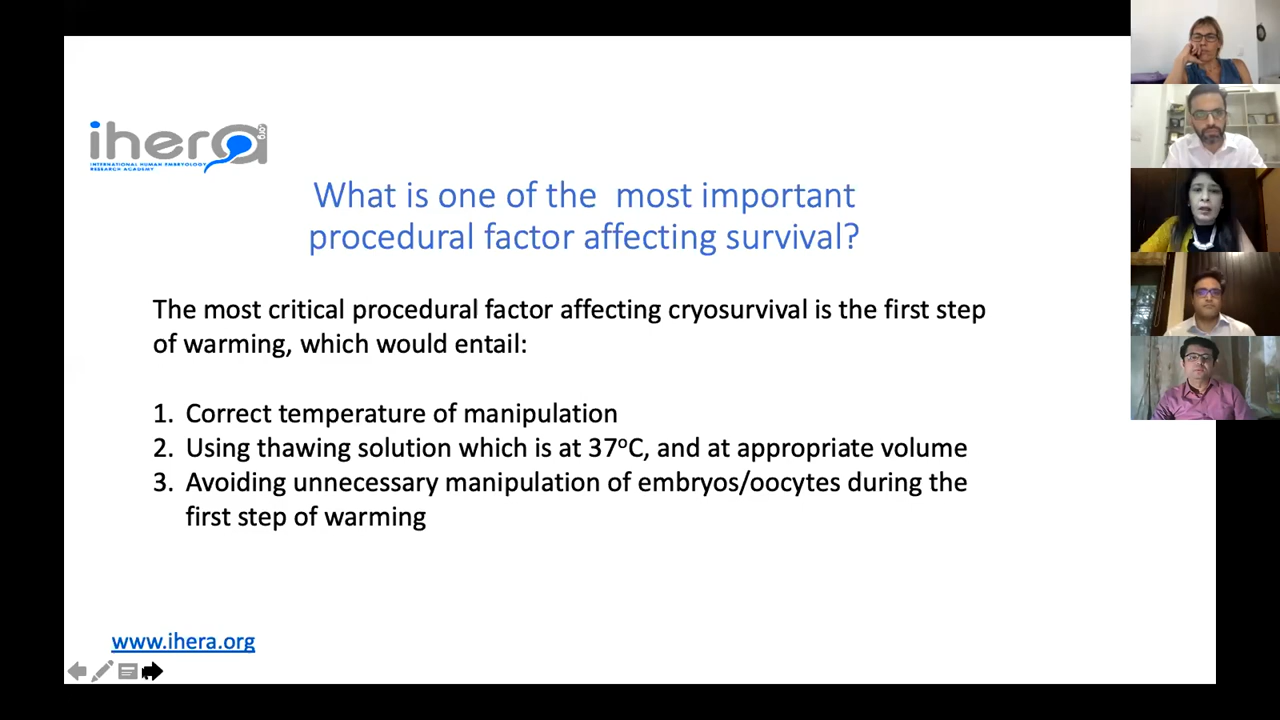 ihera.org
INTERNATIONAL HUMAN EMBRYOLOGY
RESEARCH ACADEMY
What is one of the  most important
procedural factor affecting survival?
The most critical procedural factor affecting cryosurvival is the first step
of warming, which would entail:
1. Correct temperature of manipulation
2. Using thawing solution which is at 37°C, and at appropriate volume
3. Avoiding unnecessary manipulation of embryos/oocytes during the
first step of warming
www.ihera.org